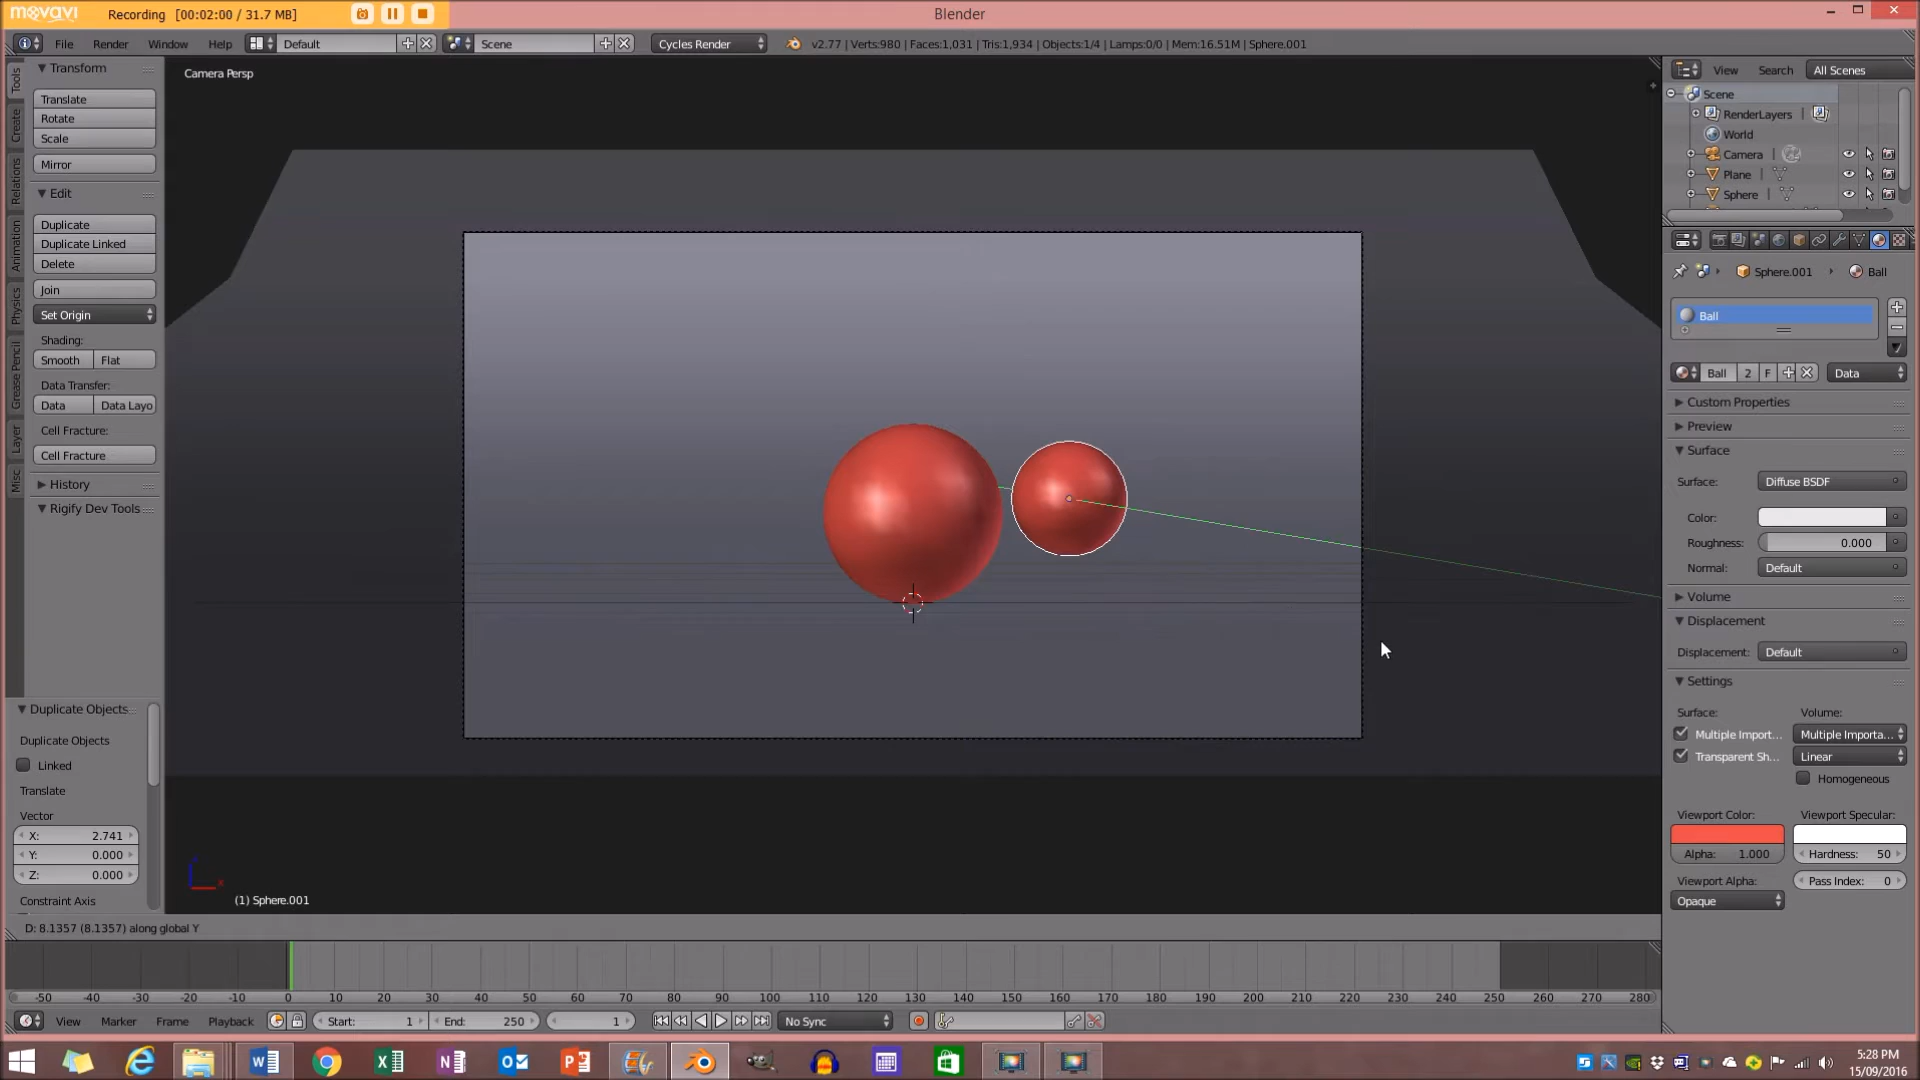 movavi Recording [00:02:00 / 31.7 MB] Blender
File Render Window Help Default Scene Cycles Render v2.77 | Verts:980 | Faces:1,031 | Tris:1,934 | Objects:1/4 | Lamps:0/0 | Mem:16.51M | Sphere.001
Tools
Create
Relations
Animation
Physics
Grease Pencil
Layer
Misc
Transform
Translate
Rotate
Scale
Mirror
Edit
Duplicate
Duplicate Linked
Delete
Join
Set Origin
Shading:
Smooth Flat
Data Transfer:
Data Data Layo
Cell Fracture:
Cell Fracture
History
Rigify Dev Tools
Duplicate Objects
Duplicate Objects
Linked
Translate
Vector
X: 2.741
Y: 0.000
Z: 0.000
Constraint Axis
Camera Persp
(1) Sphere.001
D: 8.1357 (8.1357) along global Y
View Search All Scenes
Scene
RenderLayers
World
Camera
Plane
Sphere
Sphere.001 Ball
Ball
Ball 2 F Data
Custom Properties
Preview
Surface
Surface: Diffuse BSDF
Color:
Roughness: 0.000
Normal: Default
Volume
Displacement
Displacement: Default
Settings
Surface: Volume:
Multiple Import... Multiple Importa...
Transparent Sh... Linear
Homogeneous
Viewport Color: Viewport Specular:
Alpha: 1.000 Hardness: 50
Viewport Alpha: Pass Index: 0
Opaque
-50 -40 -30 -20 -10 0 10 20 30 40 50 60 70 80 90 100 110 120 130 140 150 160 170 180 190 200 210 220 230 240 250 260 270 280
View Marker Frame Playback Start: 1 End: 250 1 No Sync
5:28 PM
15/09/2016